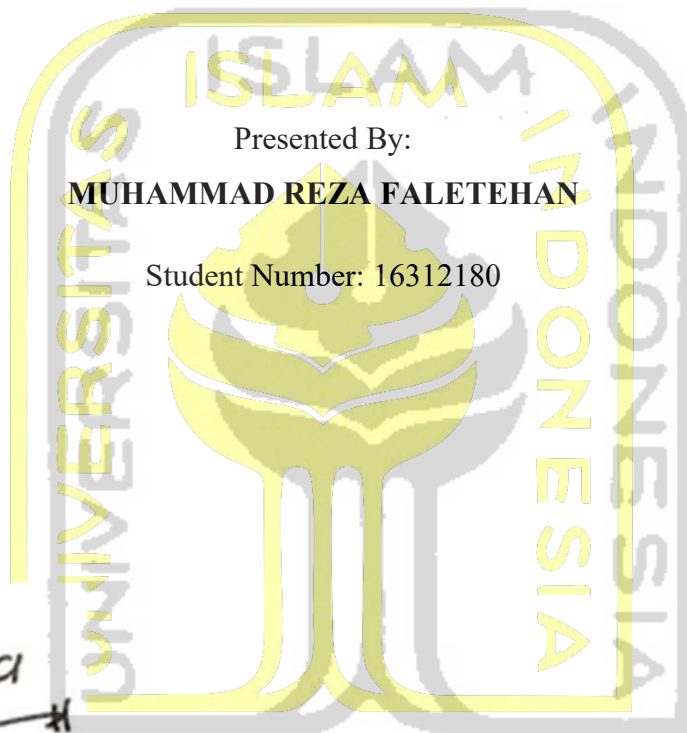 ISLAM
UNIVERSITAS
INDONESIA
Presented By:
MUHAMMAD REZA FALETEHAN
Student Number: 16312180